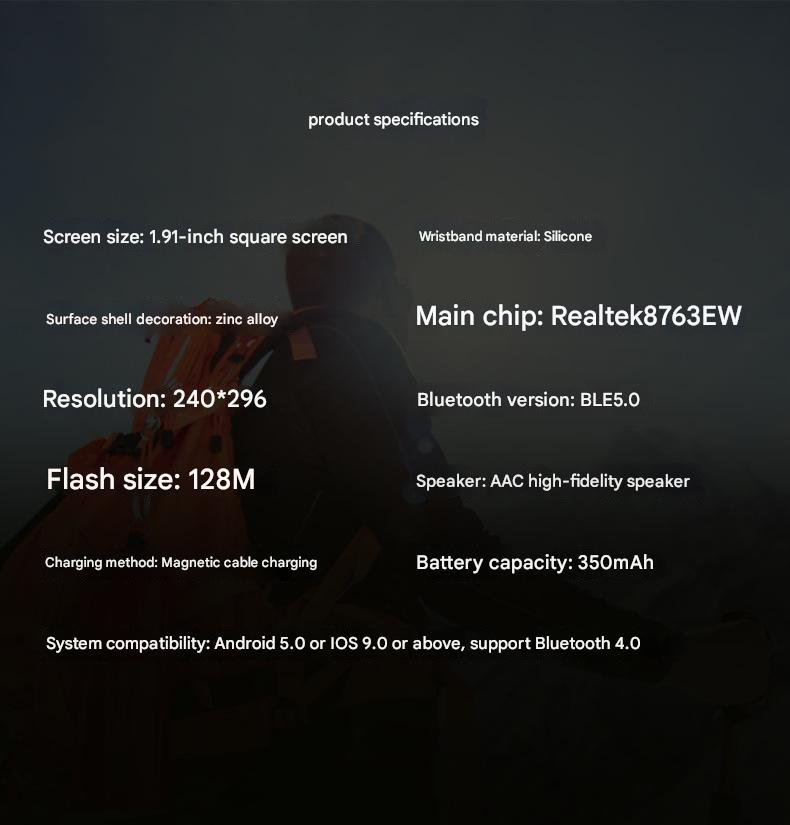 product specifications
Screen size: 1.91-inch square screen
Wristband material: Silicone
Surface shell decoration: zinc alloy
Main chip: Realtek8763EW
Resolution: 240*296
Bluetooth version: BLE5.0
Flash size: 128M
Speaker: AAC high-fidelity speaker
Charging method: Magnetic cable charging
Battery capacity: 350mAh
System compatibility: Android 5.0 or IOS 9.0 or above, support Bluetooth 4.0